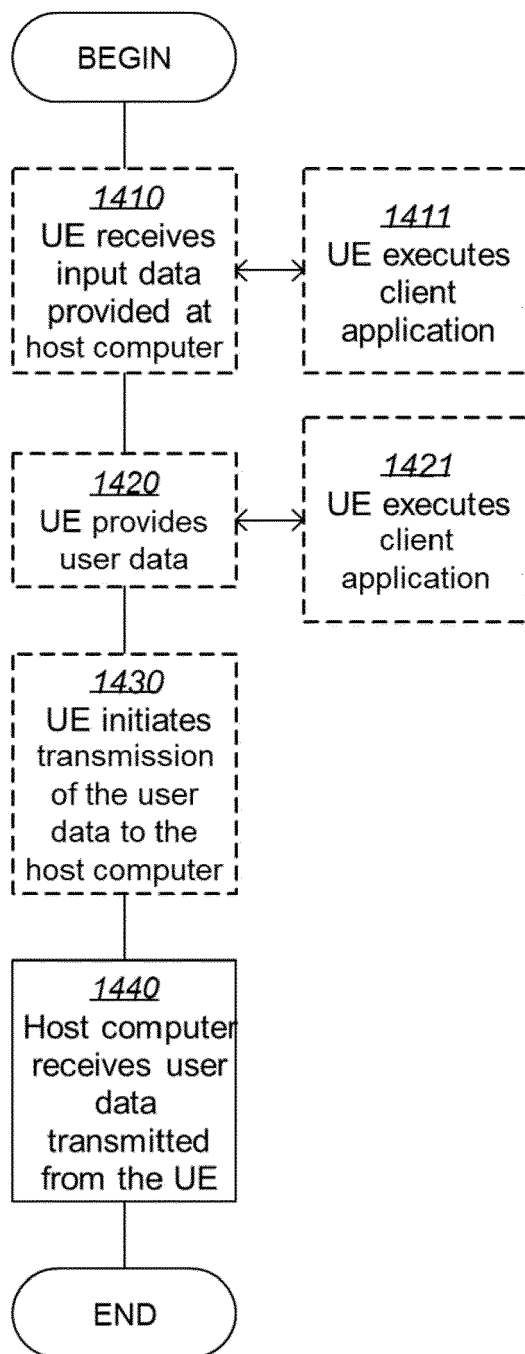 BEGIN
1410
UE receives
input data
provided at
host computer
1411
UE executes
client
application
1420
UE provides
user data
1421
UE executes
client
application
1430
UE initiates
transmission
of the user
data to the
host computer
1440
Host computer
receives user
data
transmitted
from the UE
END